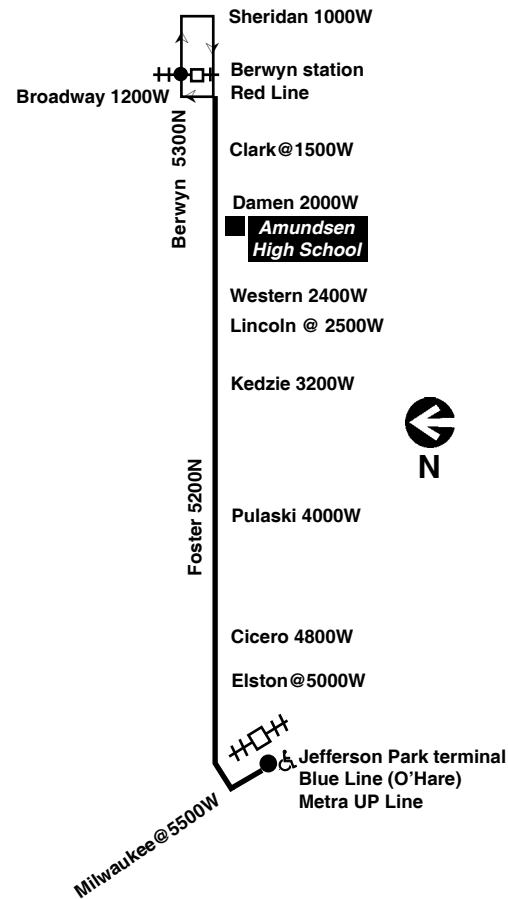 Sheridan 1000W
Berwyn station
Red Line
Broadway 1200W
Berwyn 5300N
Clark@1500W
Damen 2000W
Amundsen
High School
Western 2400W
Lincoln @ 2500W
Kedzie 3200W
N
Foster 5200N
Pulaski 4000W
Cicero 4800W
Elston@5000W
Jefferson Park terminal
Blue Line (O'Hare)
Metra UP Line
Milwaukee@5500W